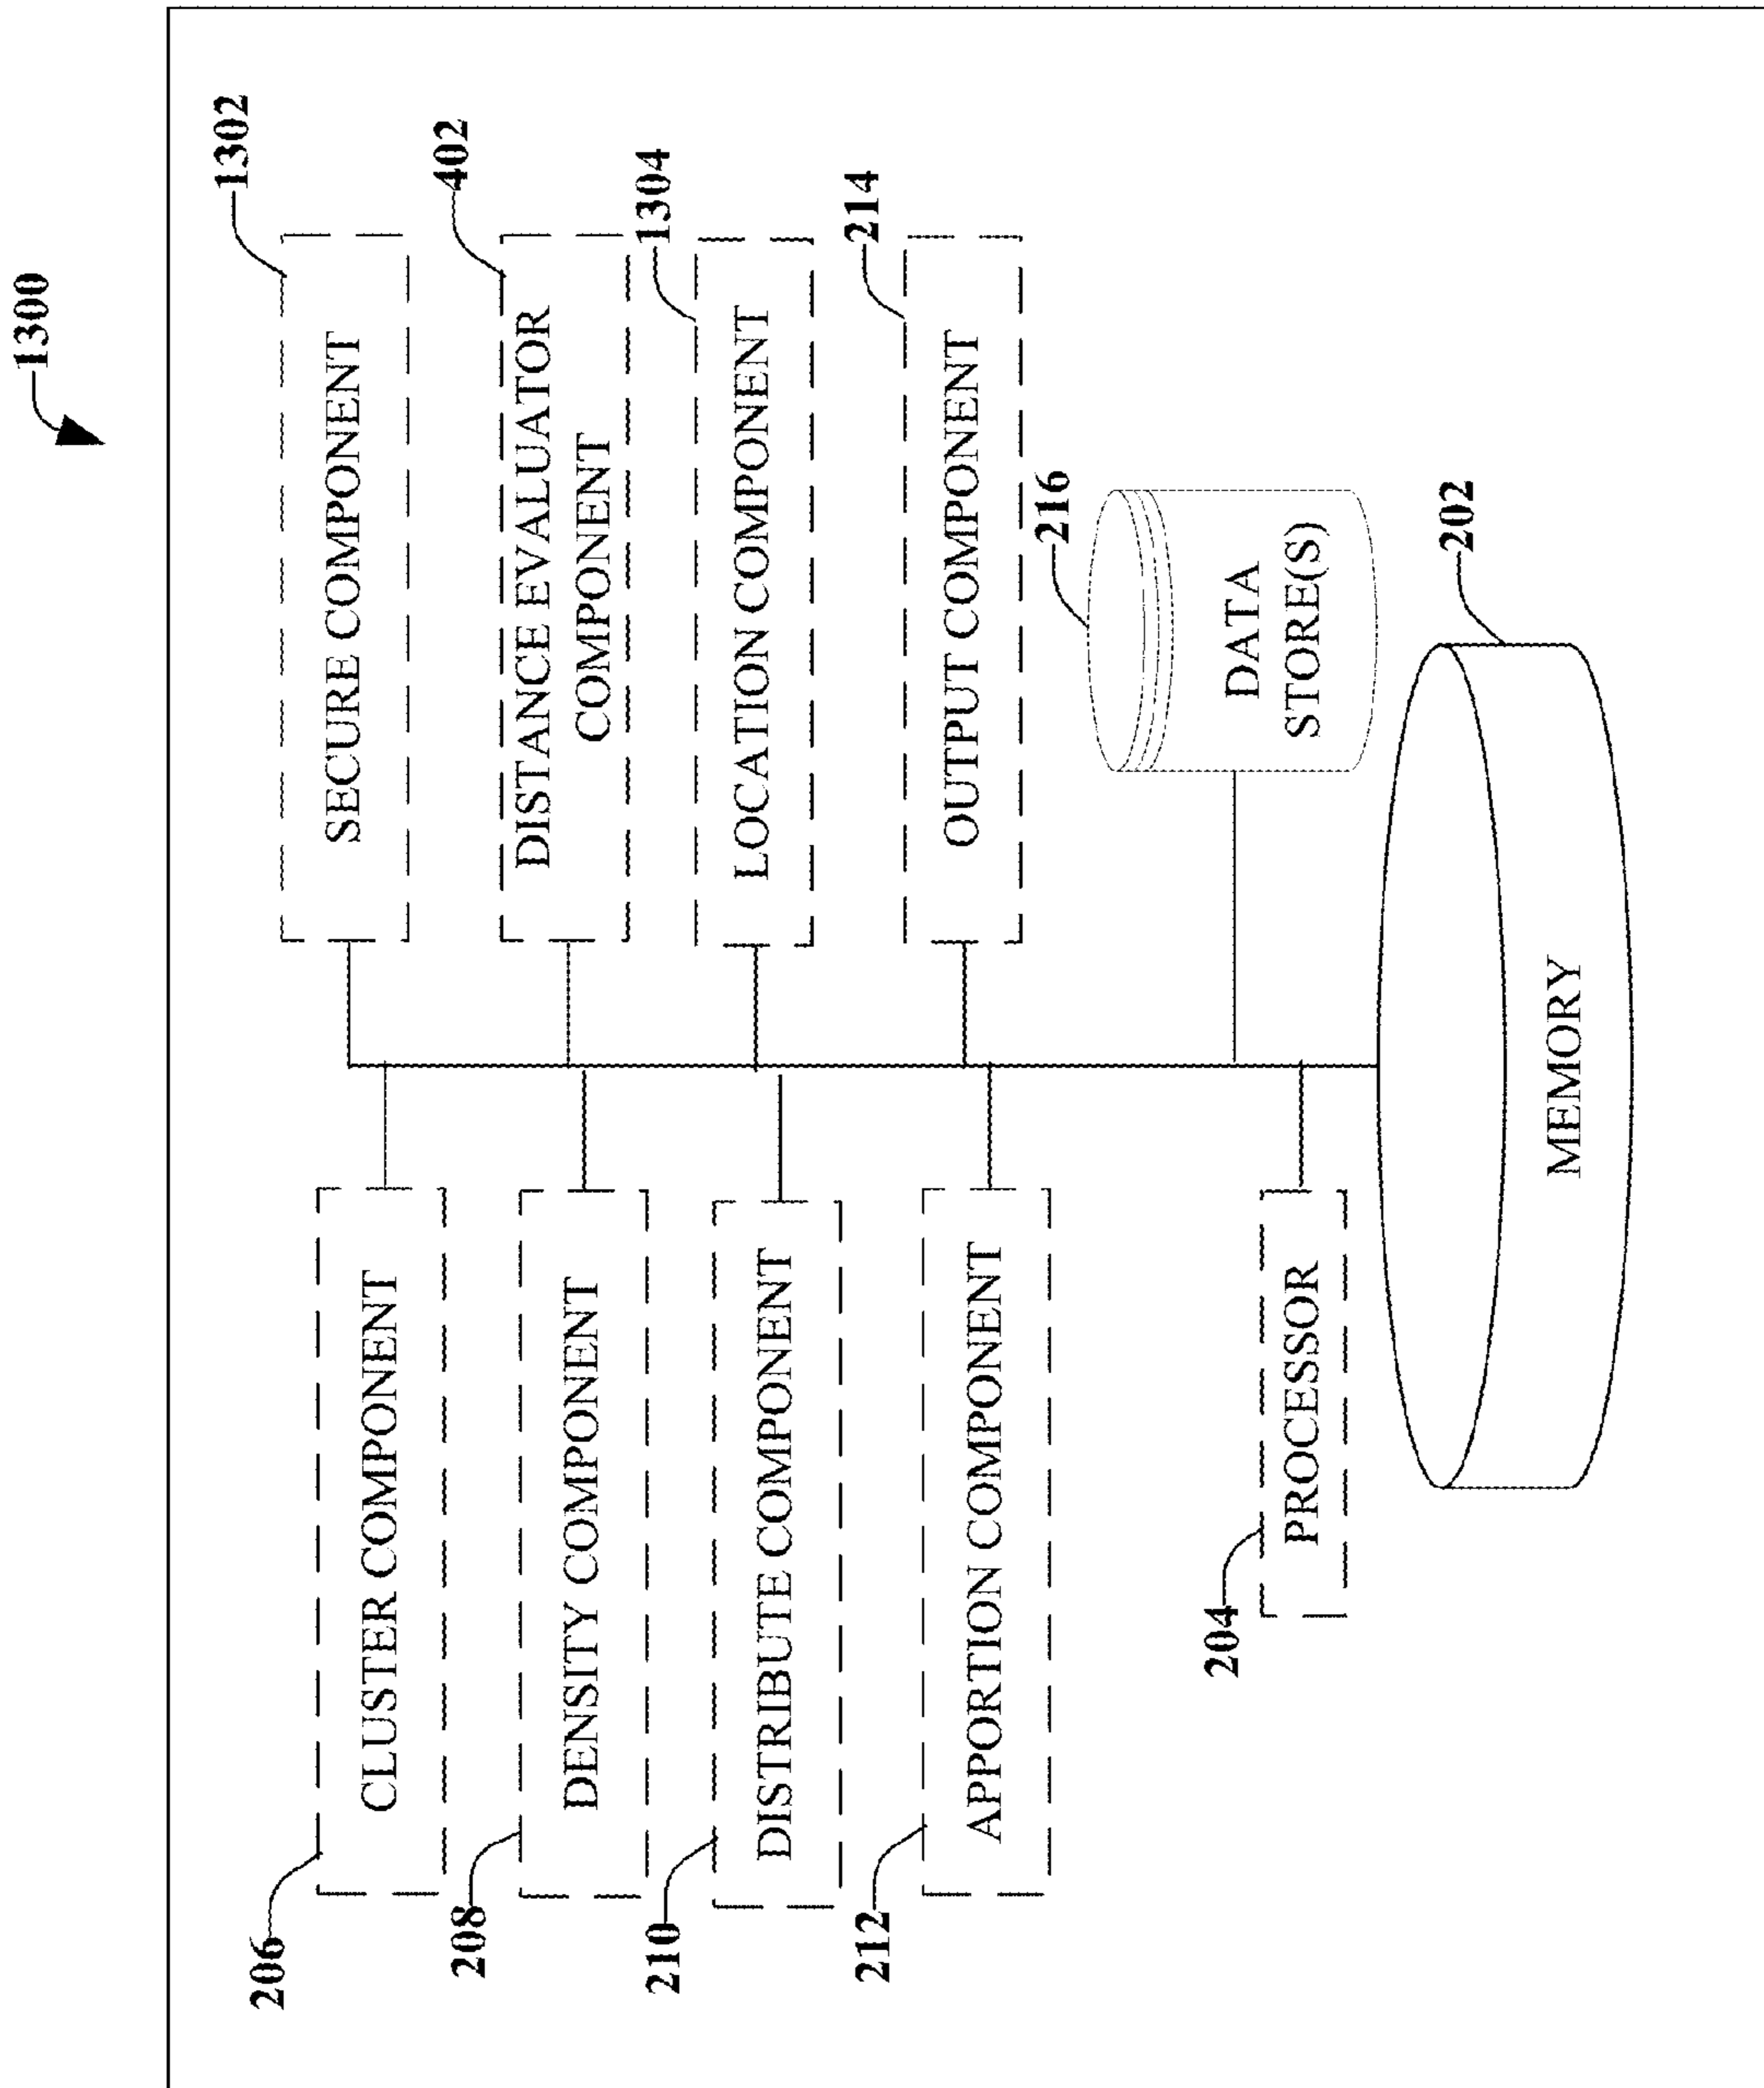 1300
1302
SECURE COMPONENT
402
DISTANCE EVALUATOR
COMPONENT
1304
LOCATION COMPONENT
214
OUTPUT COMPONENT
216
DATA
STORE(S)
202
MEMORY
206
CLUSTER COMPONENT
208
DENSITY COMPONENT
210
DISTRIBUTE COMPONENT
212
APPORTION COMPONENT
204
PROCESSOR